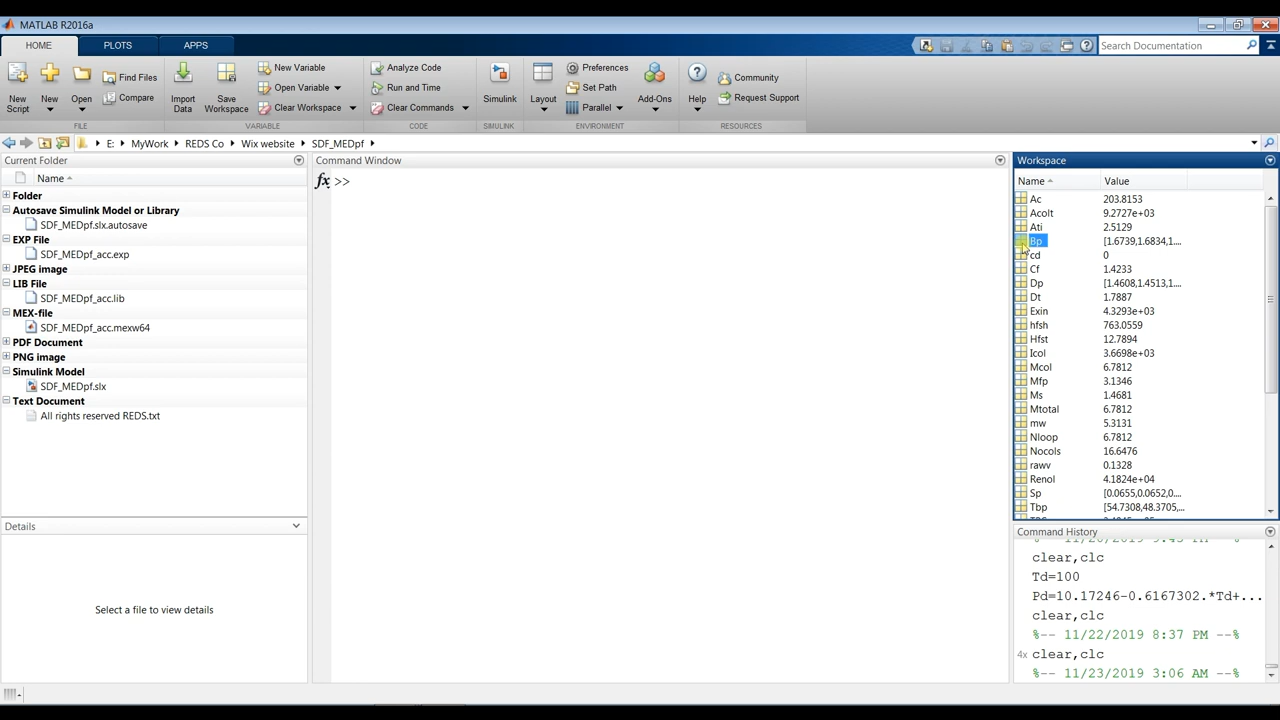 MATLAB R2016a
HOME
PLOTS
APPS
Search Documentation
New Script
New
Open
Find Files
Compare
Import Data
Save Workspace
New Variable
Open Variable
Clear Workspace
Analyze Code
Run and Time
Clear Commands
Simulink
Layout
Preferences
Set Path
Parallel
Add-Ons
Help
Community
Request Support
FILE
VARIABLE
CODE
SIMULINK
ENVIRONMENT
RESOURCES
E: MyWork REDS Co Wix website SDF_MEDpf
Current Folder
Name
Folder
Autosave Simulink Model or Library
SDF_MEDpf.slx.autosave
EXP File
SDF_MEDpf_acc.exp
JPEG image
LIB File
SDF_MEDpf_acc.lib
MEX-file
SDF_MEDpf_acc.mexw64
PDF Document
PNG image
Simulink Model
SDF_MEDpf.slx
Text Document
All rights reserved REDS.txt
Details
Select a file to view details
Command Window
fx >>
Workspace
Name Value
Ac 203.8153
Acolt 9.2727e+03
Ati 2.5129
Bp [1.6739,1.6834,1....
cd 0
Cf 1.4233
Dp [1.4608,1.4513,1....
Dt 1.7887
Exin 4.3293e+03
hfsh 763.0559
Hfst 12.7894
Icol 3.6698e+03
Mcol 6.7812
Mfp 3.1346
Ms 1.4681
Mtotal 6.7812
mw 5.3131
Nloop 6.7812
Nocols 16.6476
rawv 0.1328
Renol 4.1824e+04
Sp [0.0655,0.0652,0....
Tbp [54.7308,48.3705,...
Command History
clear,clc
Td=100
Pd=10.17246-0.6167302.*Td+...
clear,clc
%-- 11/22/2019 8:37 PM --%
4x clear,clc
%-- 11/23/2019 3:06 AM --%